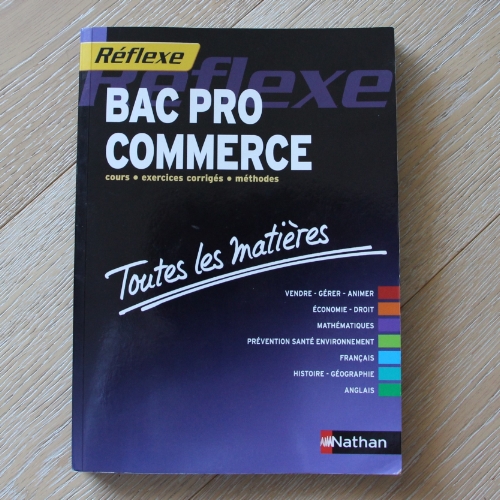 Réflexe
Réflexe
BAC PRO
COMMERCE
cours • exercices corrigés • méthodes
Toutes les matières
VENDRE - GÉRER - ANIMER
ÉCONOMIE - DROIT
MATHÉMATIQUES
PRÉVENTION SANTÉ ENVIRONNEMENT
FRANÇAIS
HISTOIRE - GÉOGRAPHIE
ANGLAIS
Nathan